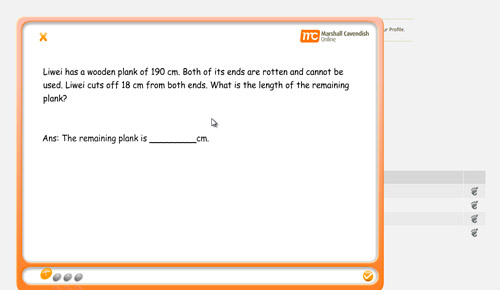 mc Marshall Cavendish
Online
ur Profile.
Liwei has a wooden plank of 190 cm. Both of its ends are rotten and cannot be
used. Liwei cuts off 18 cm from both ends. What is the length of the remaining
plank?
Ans: The remaining plank is __________cm.